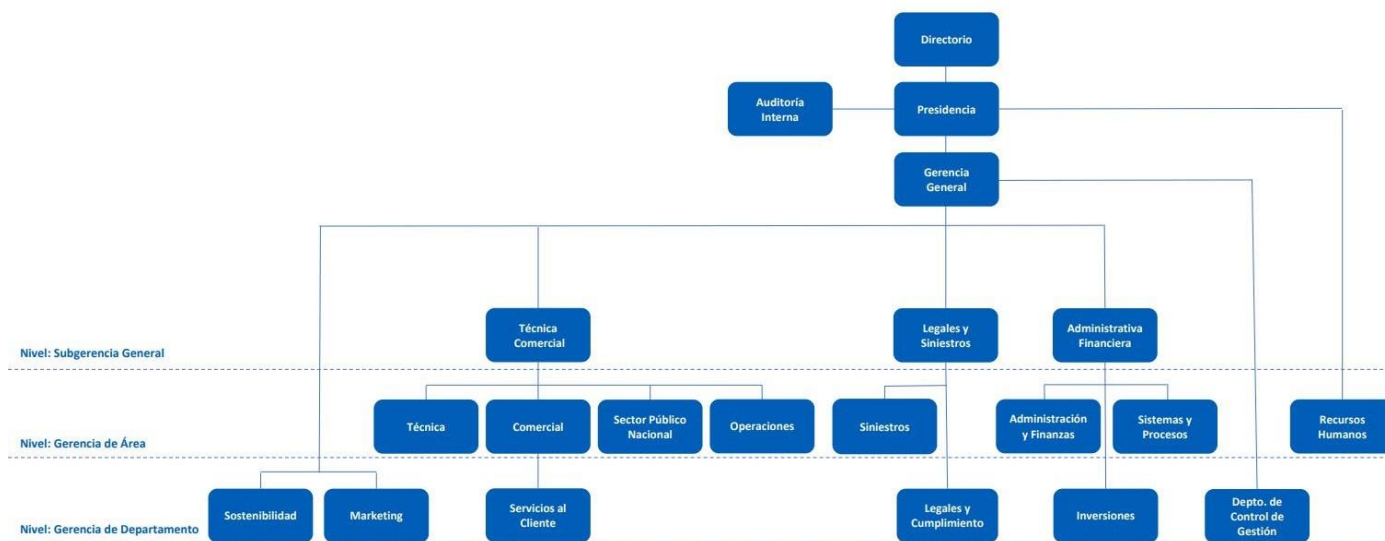 Directorio
Auditoría
Interna
Presidencia
Gerencia
General
Técnica
Comercial
Legales y
Siniestros
Administrativa
Financiera
Nivel: Subgerencia General
Técnica
Comercial
Sector Público
Nacional
Operaciones
Siniestros
Administración
y Finanzas
Sistemas y
Procesos
Recursos
Humanos
Nivel: Gerencia de Área
Sostenibilidad
Marketing
Servicios al
Cliente
Legales y
Cumplimiento
Inversiones
Depto. de
Control de
Gestión
Nivel: Gerencia de Departamento